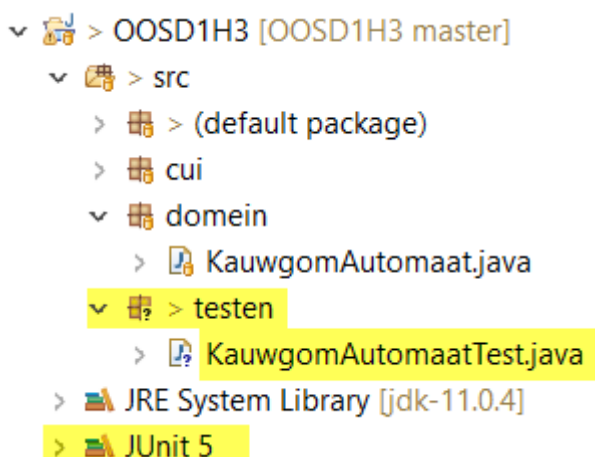 > OOSD1H3 [OOSD1H3 master]
> src
> (default package)
cui
domein
KauwgomAutomaat.java
> testen
KauwgomAutomaatTest.java
JRE System Library [jdk-11.0.4]
JUnit 5